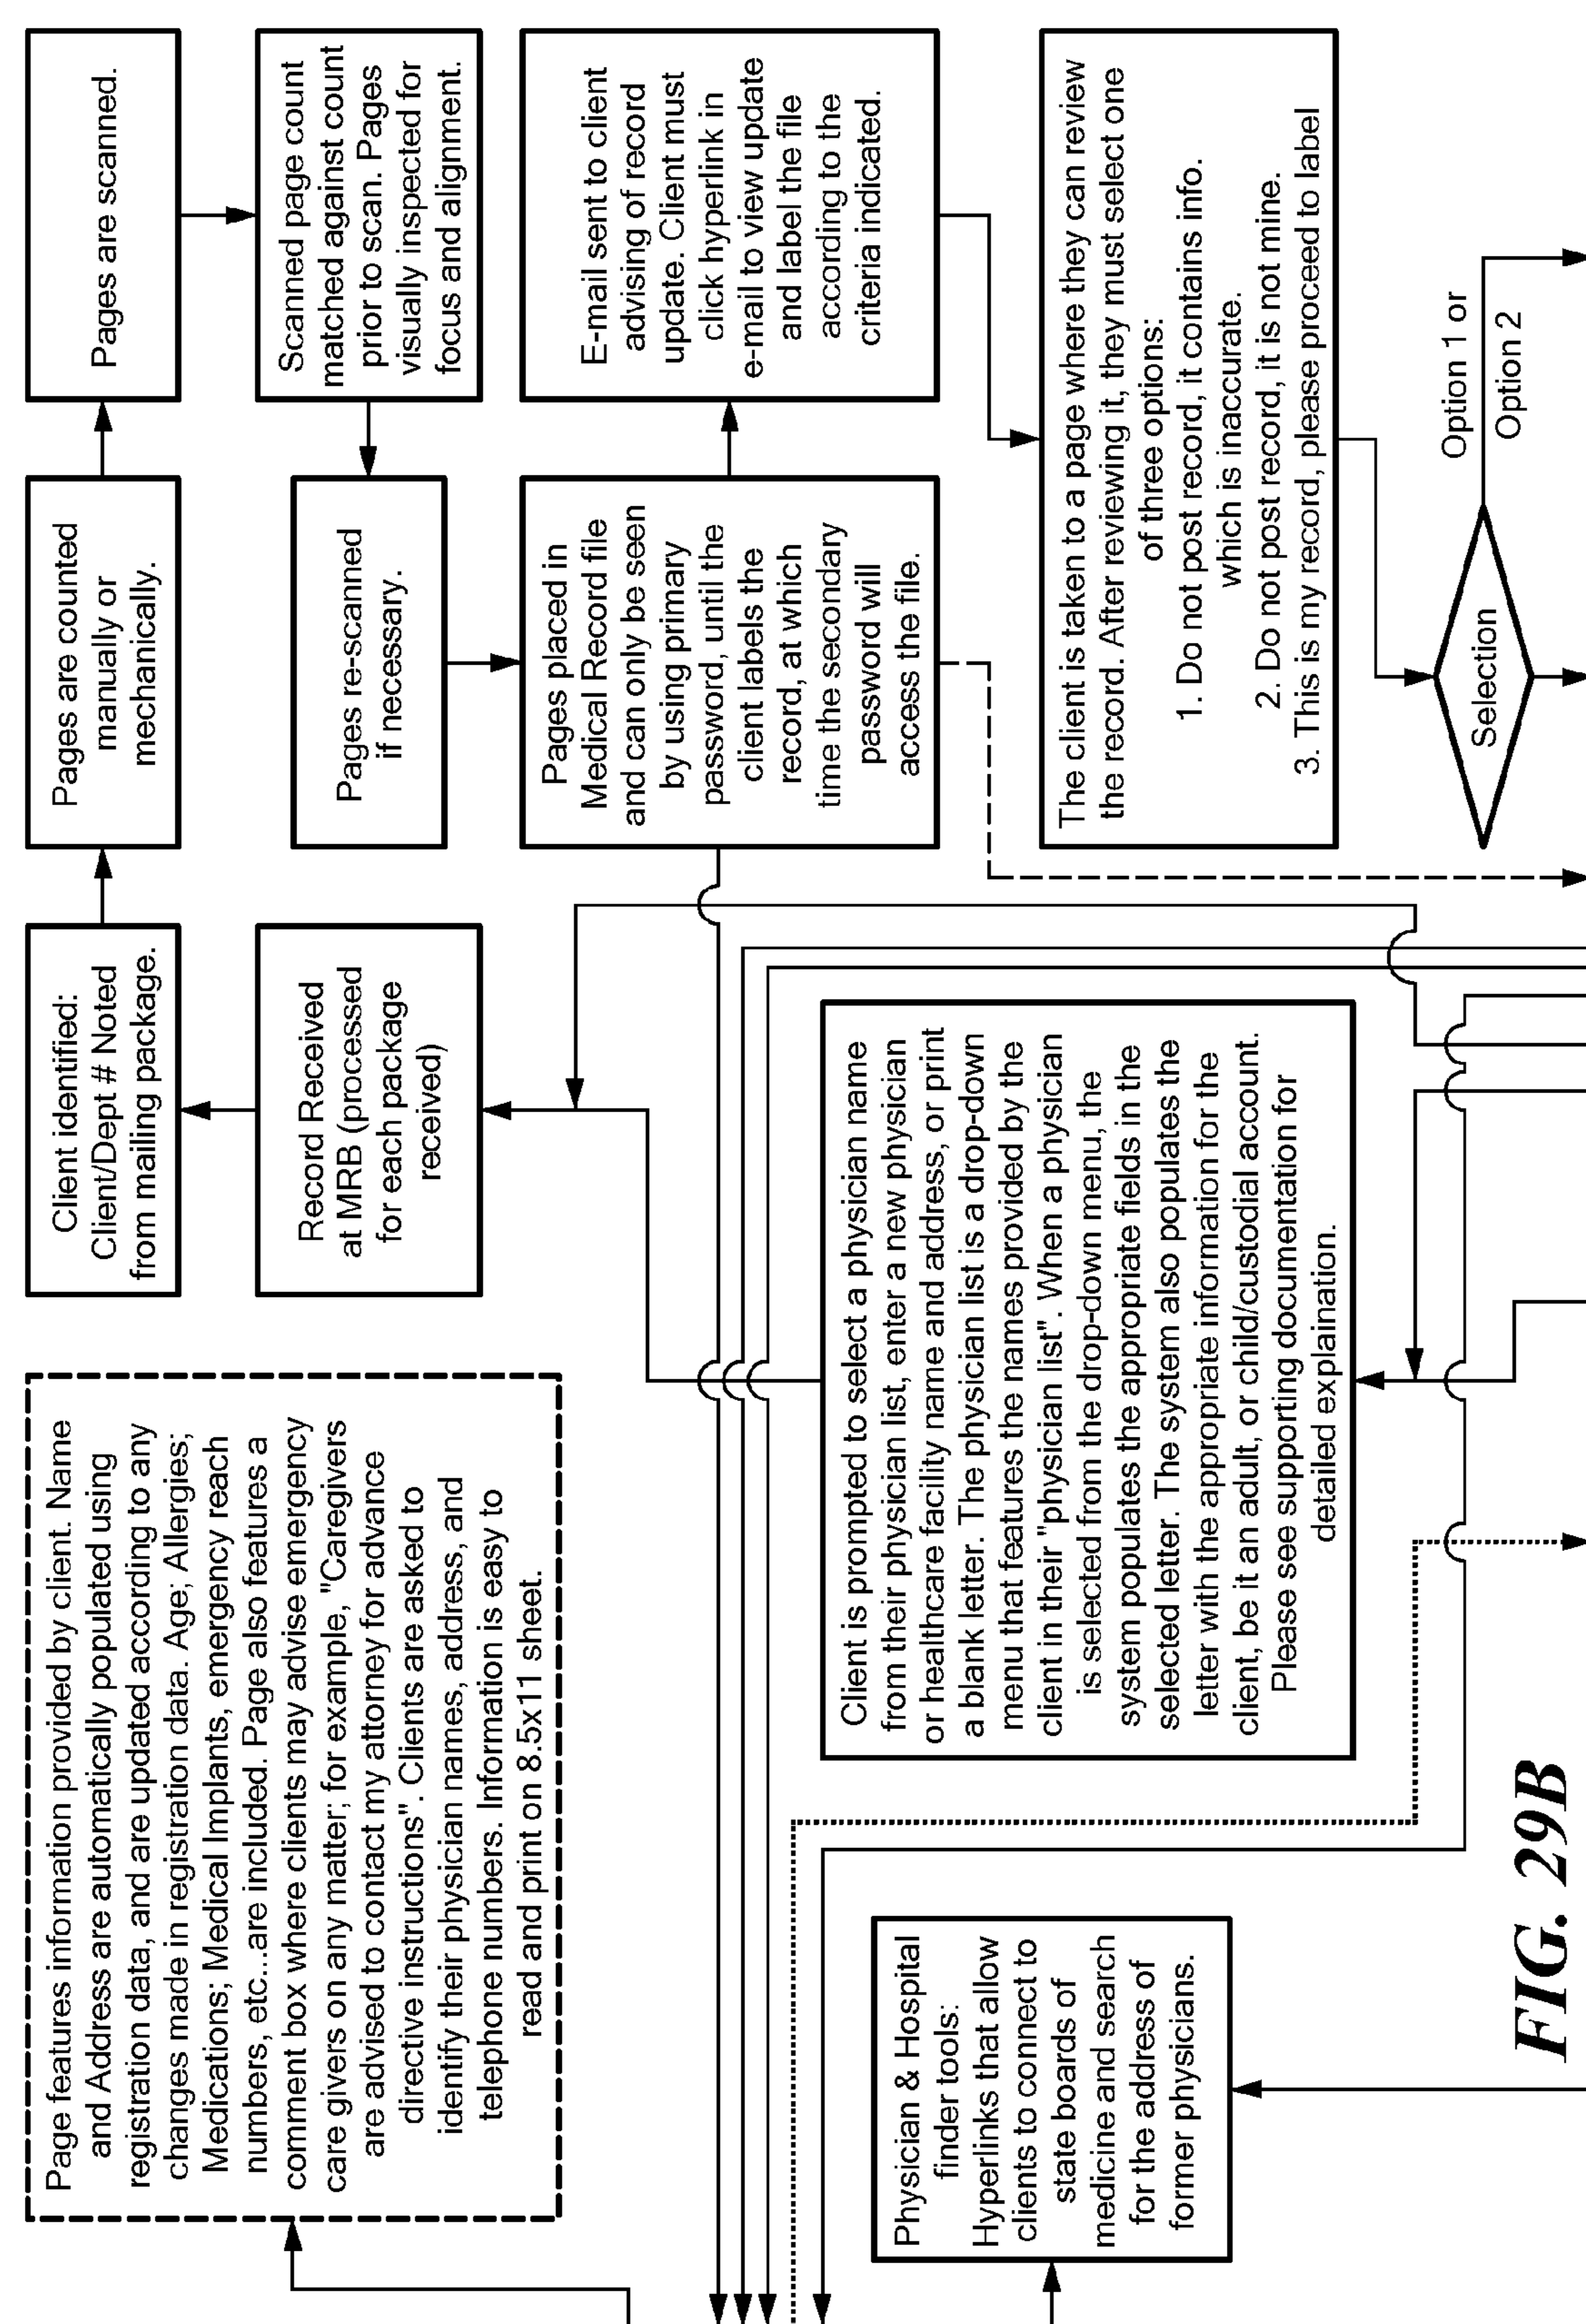 Page features information provided by client. Name
and Address are automatically populated using
registration data, and are updated according to any
changes made in registration data. Age; Allergies;
Medications; Medical Implants, emergency reach
numbers, etc...are included. Page also features a
comment box where clients may advise emergency
care givers on any matter; for example, "Caregivers
are advised to contact my attorney for advance
directive instructions". Clients are asked to
identify their physician names, address, and
telephone numbers. Information is easy to
read and print on 8.5x11 sheet.
Client identified:
Client/Dept # Noted
from mailing package.
Pages are counted
manually or
mechanically.
Pages are scanned.
Record Received
at MRB (processed
for each package
received)
Pages re-scanned
if necessary.
Scanned page count
matched against count
prior to scan. Pages
visually inspected for
focus and alignment.
Pages placed in
Medical Record file
and can only be seen
by using primary
password, until the
client labels the
record, at which
time the secondary
password will
access the file.
E-mail sent to client
advising of record
update. Client must
click hyperlink in
e-mail to view update
and label the file
according to the
criteria indicated.
Physician & Hospital
finder tools:
Hyperlinks that allow
clients to connect to
state boards of
medicine and search
for the address of
former physicians.
Client is prompted to select a physician name
from their physician list, enter a new physician
or healthcare facility name and address, or print
a blank letter. The physician list is a drop-down
menu that features the names provided by the
client in their "physician list". When a physician
is selected from the drop-down menu, the
system populates the appropriate fields in the
selected letter. The system also populates the
letter with the appropriate information for the
client, be it an adult, or child/custodial account.
Please see supporting documentation for
detailed explaination.
The client is taken to a page where they can review
the record. After reviewing it, they must select one
of three options:
1. Do not post record, it contains info.
which is inaccurate.
2. Do not post record, it is not mine.
3. This is my record, please proceed to label
Selection
Option 1 or
Option 2
FIG. 29B